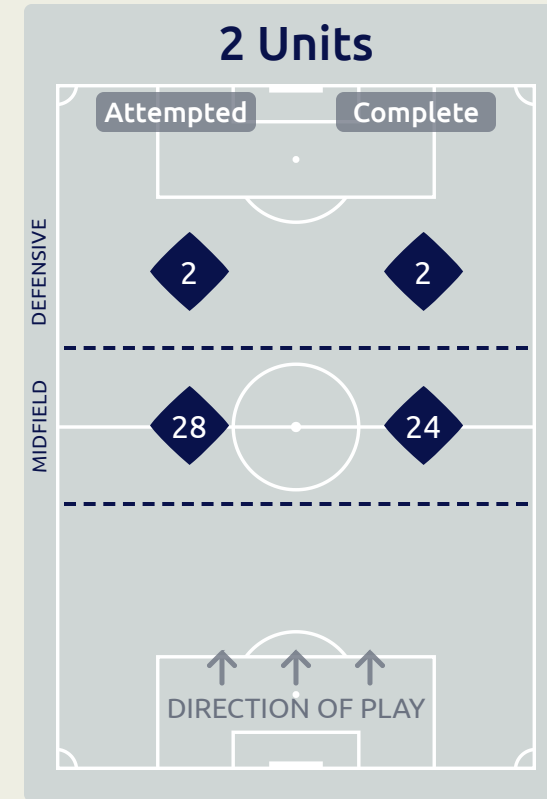 2 Units
Attempted
Complete
DEFENSIVE
2
2
MIDFIELD
28
24
DIRECTION OF PLAY